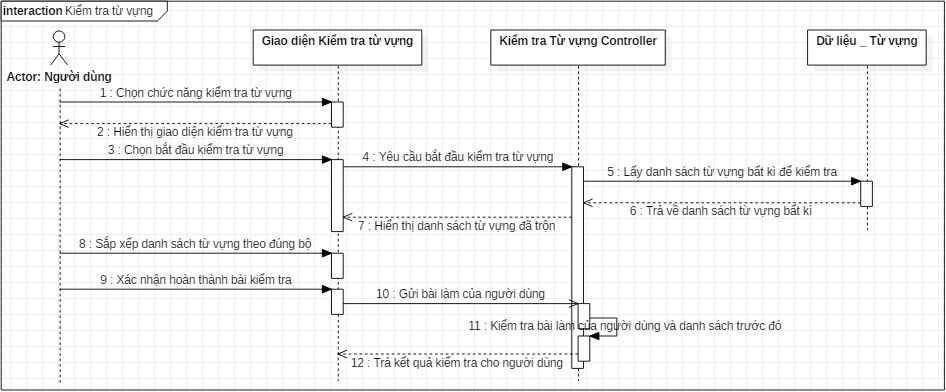 interaction Kiểm tra từ vựng
Giao diện Kiểm tra từ vựng
Kiểm tra Từ vựng Controller
Dữ liệu _ Từ vựng
Actor: Người dùng
1 : Chọn chức năng kiểm tra từ vựng
2 : Hiển thị giao diện kiểm tra từ vựng
3 : Chọn bắt đầu kiểm tra từ vựng
4 : Yêu cầu bắt đầu kiểm tra từ vựng
5 : Lấy danh sách từ vựng bất kì để kiểm tra
6 : Trả về danh sách từ vựng bất kì
7 : Hiển thị danh sách từ vựng đã trộn
8 : Sắp xếp danh sách từ vựng theo đúng bộ
9 : Xác nhận hoàn thành bài kiểm tra
10 : Gửi bài làm của người dùng
11 : Kiểm tra bài làm của người dùng và danh sách trước đó
12 : Trả kết quả kiểm tra cho người dùng